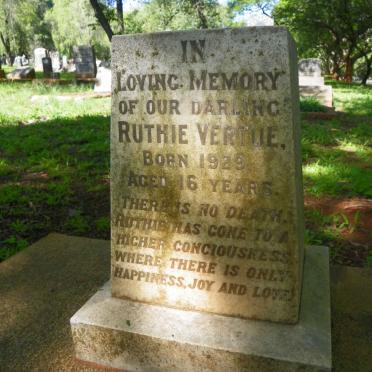 IN
LOVING MEMORY
OF OUR DARLING
RUTHIE VERTUE,
BORN 1929.
AGED 16 YEARS.
THERE IS NO DEATH.
RUTHIE HAS GONE TO A
HIGHER CONCIOUSNESS
WHERE THERE IS ONLY
HAPPINESS, JOY AND LOVE.